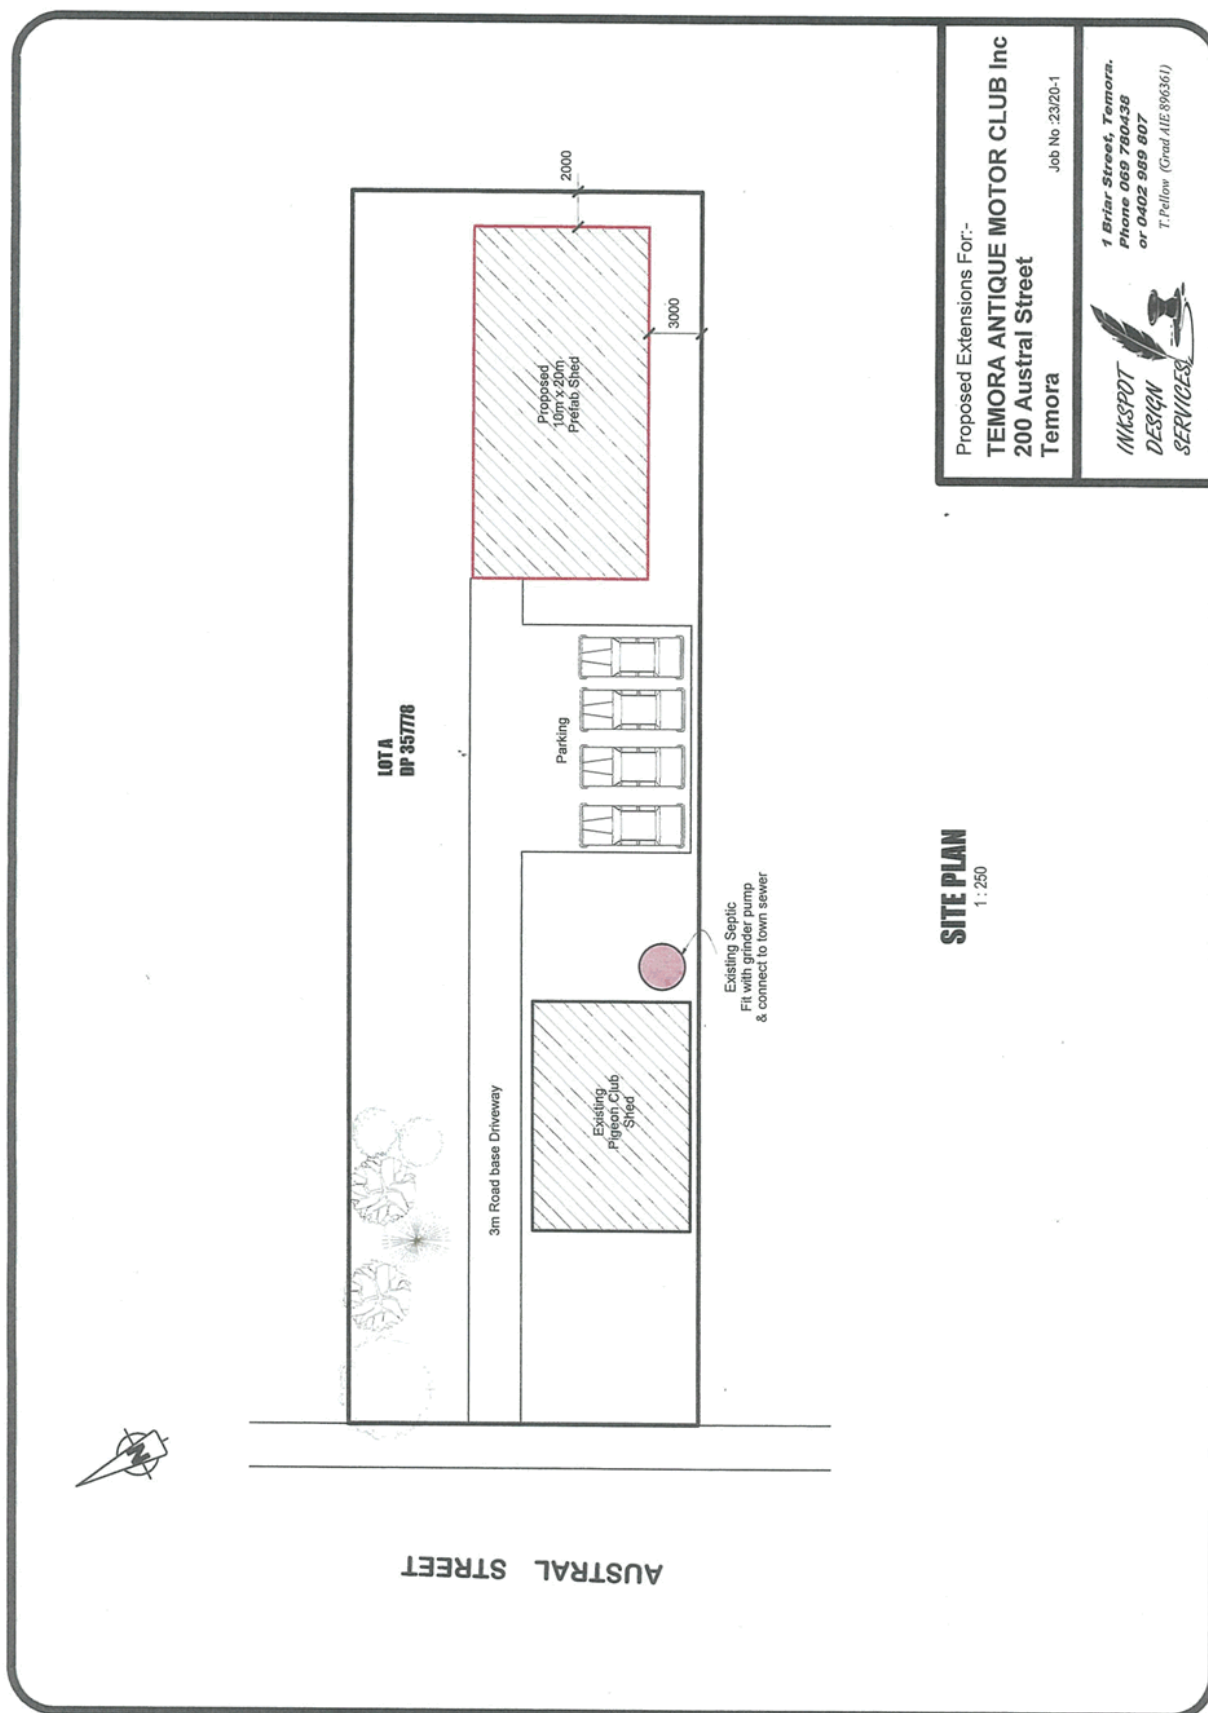 LOT A
DP 357778
2000
Proposed
10m x 20m
Prefab Shed
3000
Parking
3m Road base Driveway
Existing
Pigeon Club
Shed
Existing Septic
Fit with grinder pump
& connect to town sewer
N
AUSTRAL STREET
SITE PLAN
1 : 250
Proposed Extensions For:-
TEMORA ANTIQUE MOTOR CLUB Inc
200 Austral Street
Temora
Job No :23/20-1
INKSPOT
DESIGN
SERVICES
1 Briar Street, Temora.
Phone 069 780438
or 0402 989 807
T.Pellow (Grad AIE 896361)